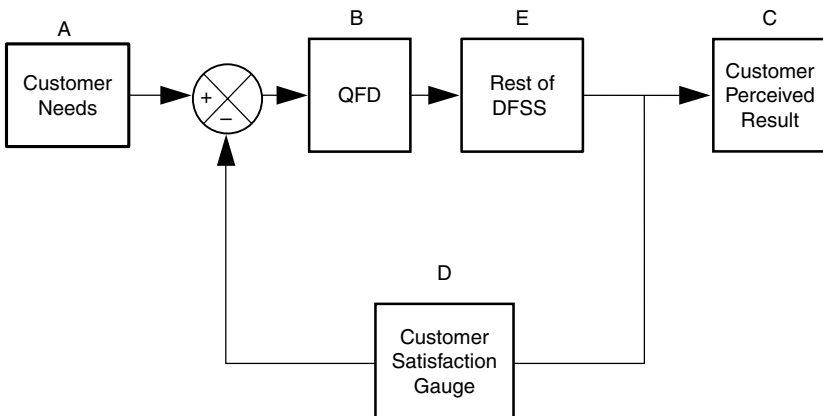 A
B
E
C
Customer
Needs
+
−
QFD
Rest of
DFSS
Customer
Perceived
Result
D
Customer
Satisfaction
Gauge